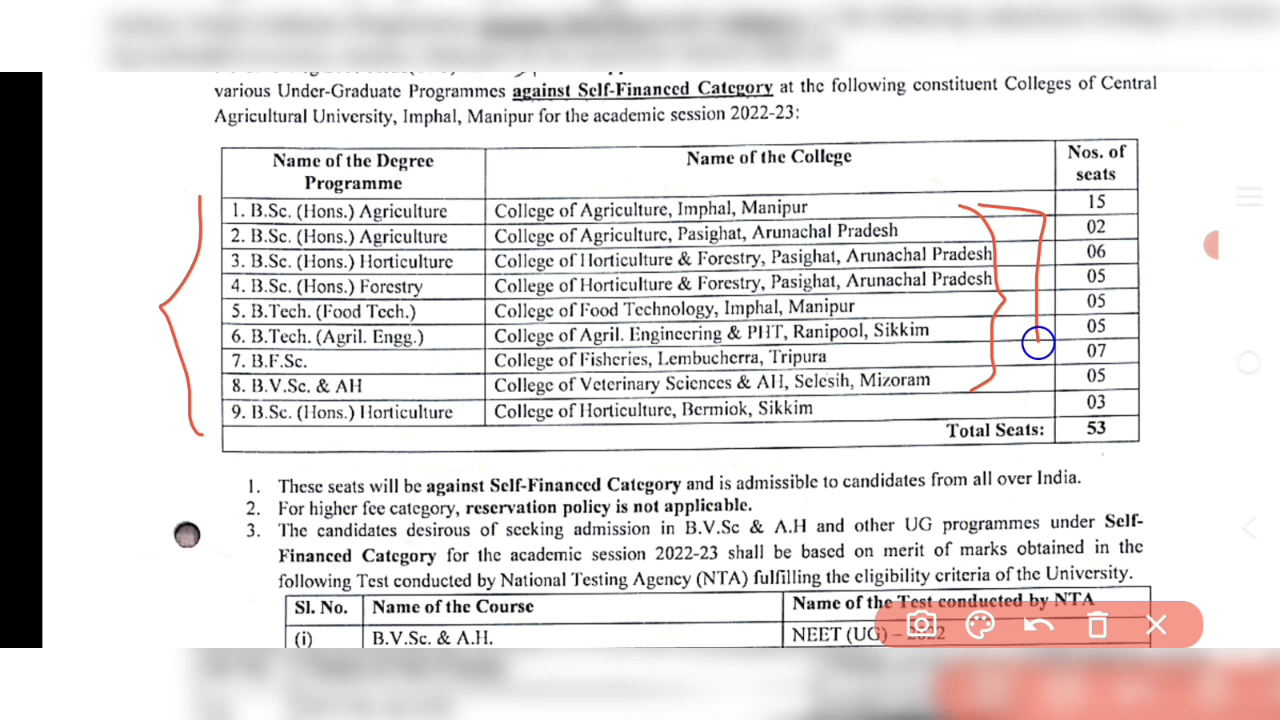 various Under-Graduate Programmes against Self-Financed Category at the following constituent Colleges of Central
Agricultural University, Imphal, Manipur for the academic session 2022-23:
Name of the Degree Programme Name of the College Nos. of seats
1. B.Sc. (Hons.) Agriculture College of Agriculture, Imphal, Manipur 15
2. B.Sc. (Hons.) Agriculture College of Agriculture, Pasighat, Arunachal Pradesh 02
3. B.Sc. (Hons.) Horticulture College of Horticulture & Forestry, Pasighat, Arunachal Pradesh 06
4. B.Sc. (Hons.) Forestry College of Horticulture & Forestry, Pasighat, Arunachal Pradesh 05
5. B.Tech. (Food Tech.) College of Food Technology, Imphal, Manipur 05
6. B.Tech. (Agril. Engg.) College of Agril. Engineering & PHT, Ranipool, Sikkim 05
7. B.F.Sc. College of Fisheries, Lembucherra, Tripura 07
8. B.V.Sc. & AH College of Veterinary Sciences & AH, Selesih, Mizoram 05
9. B.Sc. (Hons.) Horticulture College of Horticulture, Bermiok, Sikkim 03
Total Seats: 53
1. These seats will be against Self-Financed Category and is admissible to candidates from all over India.
2. For higher fee category, reservation policy is not applicable.
3. The candidates desirous of seeking admission in B.V.Sc & A.H and other UG programmes under Self-
Financed Category for the academic session 2022-23 shall be based on merit of marks obtained in the
following Test conducted by National Testing Agency (NTA) fulfilling the eligibility criteria of the University.
Sl. No. Name of the Course Name of the Test conducted by NTA
(i) B.V.Sc. & A.H. NEET (UG) – 2022